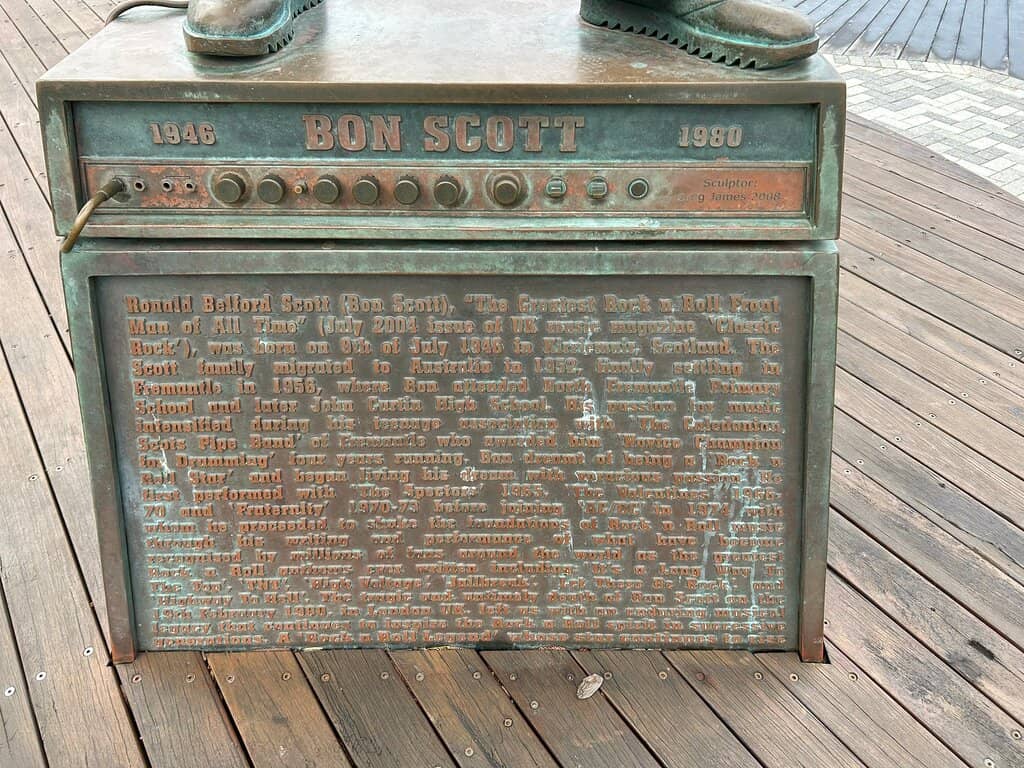 1946 BON SCOTT 1980
Sculptor:
Greg James 2008
Ronald Belford Scott (Bon Scott), "The Greatest Rock n Roll Front
Man of All Time" (July 2004 issue of UK music magazine 'Classic
Rock'), was born on 9th of July 1946 in Scotland. The
Scott family migrated to Australia in 1952, finally settling in
Fremantle in 1956, where Bon attended North Fremantle Primary
School and later John Curtin High School. His passion for music
intensified during his teenage association with 'The Caledonian
Scots Pipe Band' of Fremantle who awarded him 'Novice Champion
for Drumming' four years running. Bon dreamt of being a 'Rock n
Roll Star' and began living his dream with passion. He
first performed with 'The Spectors' 1965, 'The Valentines' 1966-
70 and 'Fraternity' 1970-73 before joining 'AC/DC' in 1974 with
whom he proceeded to the foundations of Rock n Roll music
through his writing and performance of what have become
recognised by millions of fans around the world as the greatest
Rock n Roll anthems ever, including 'It's a Long Way to
The Top', 'TNT', 'Jailbreak', 'Let There Be Rock' and
'Highway to Hell'. The tragic and untimely death of Bon Scott on the
19th February 1980, in London UK, left us with an enduring musical
legacy that continues to inspire the Rock n Roll in successive
generations. A 'Rock n Roll Legend' whose star continues to